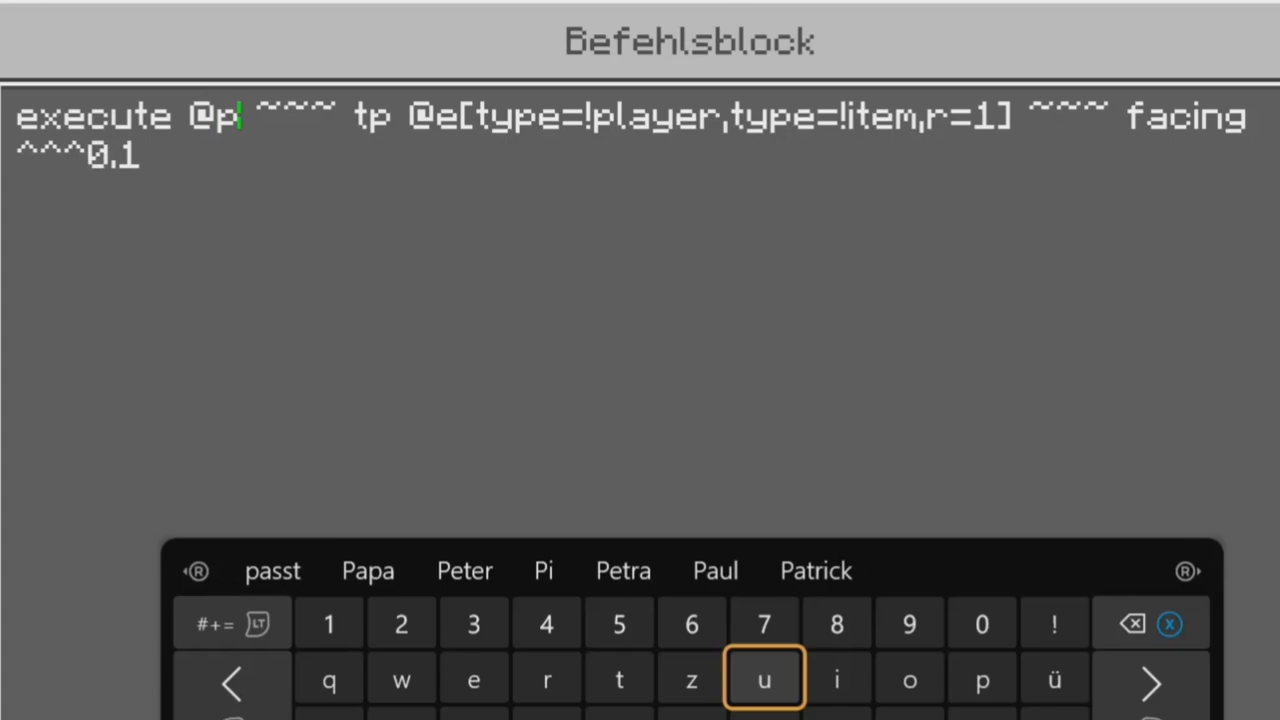 Befehlsblock
execute @p ~~~ tp @e[type=!player,type=!item,r=1] ~~~ facing
^^^0.1
®  passt  Papa  Peter  Pi  Petra  Paul  Patrick  ®
#+= LT  1  2  3  4  5  6  7  8  9  0  !  X
q  w  e  r  t  z  u  i  o  p  ü